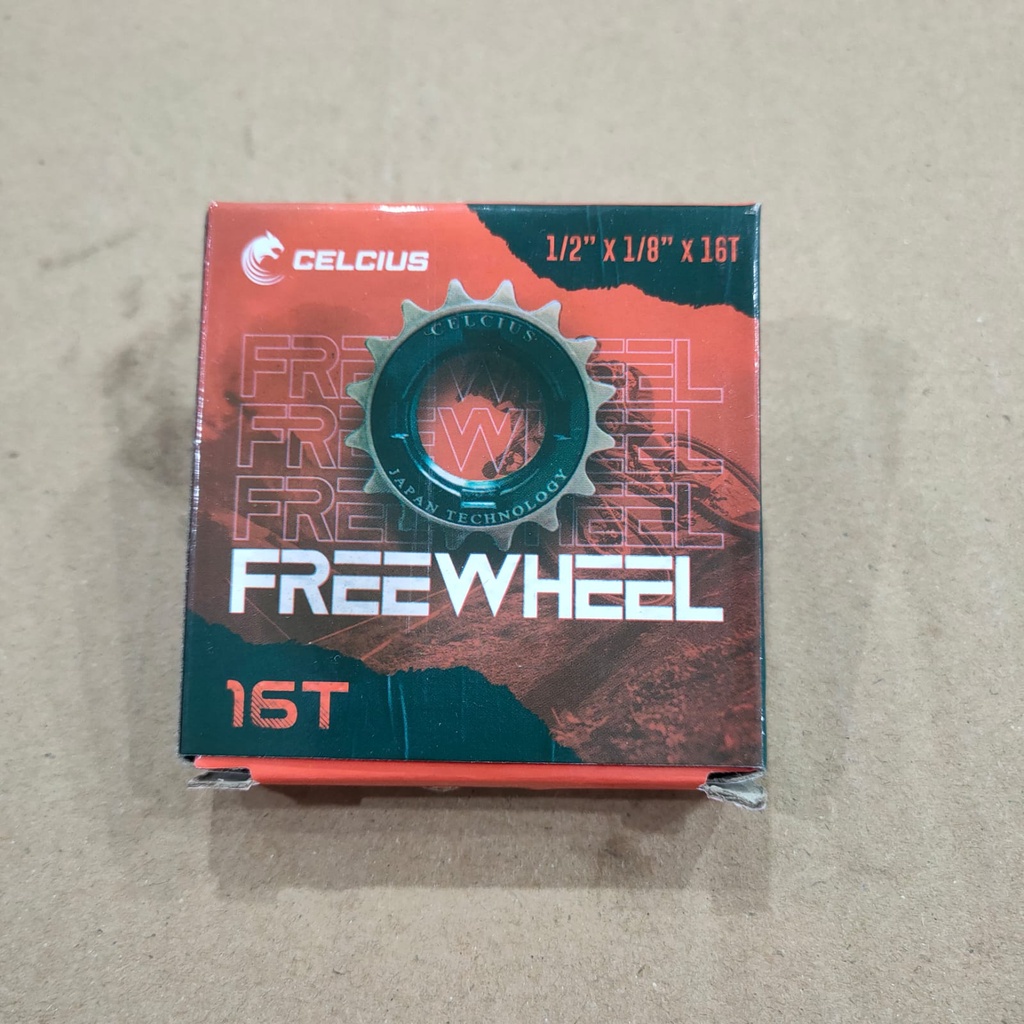 CELCIUS
1/2" x 1/8" x 16T
CELCIUS
JAPAN TECHNOLOGY
FREEWHEEL
FREEWHEEL
FREEWHEEL
FREEWHEEL
16T